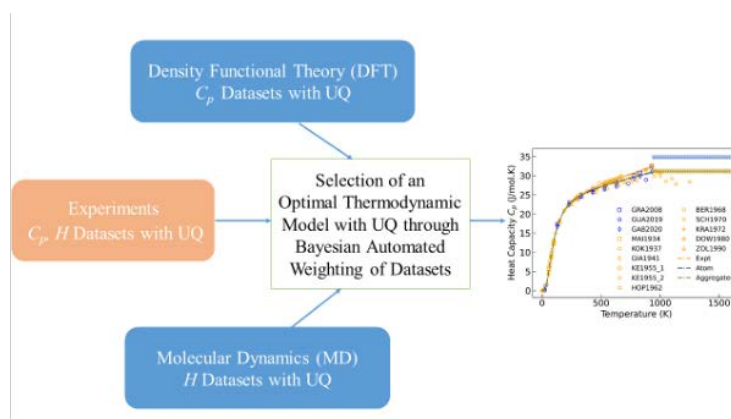 Density Functional Theory (DFT)
Cp Datasets with UQ
Experiments
Cp, H Datasets with UQ
Selection of an
Optimal Thermodynamic
Model with UQ through
Bayesian Automated
Weighting of Datasets
Molecular Dynamics (MD)
H Datasets with UQ
Heat Capacity Cp (J/mol.K)
35
30
25
20
15
10
5
0
GRA2008
GUA2019
GAB2020
MAI1934
KOK1937
GIA1941
KE1955_1
KE1955_2
HOP1962
BER1968
SCH1970
KRA1972
DOW1980
ZOL1990
Expt
Atom
Aggregate
0 500 1000 1500
Temperature (K)